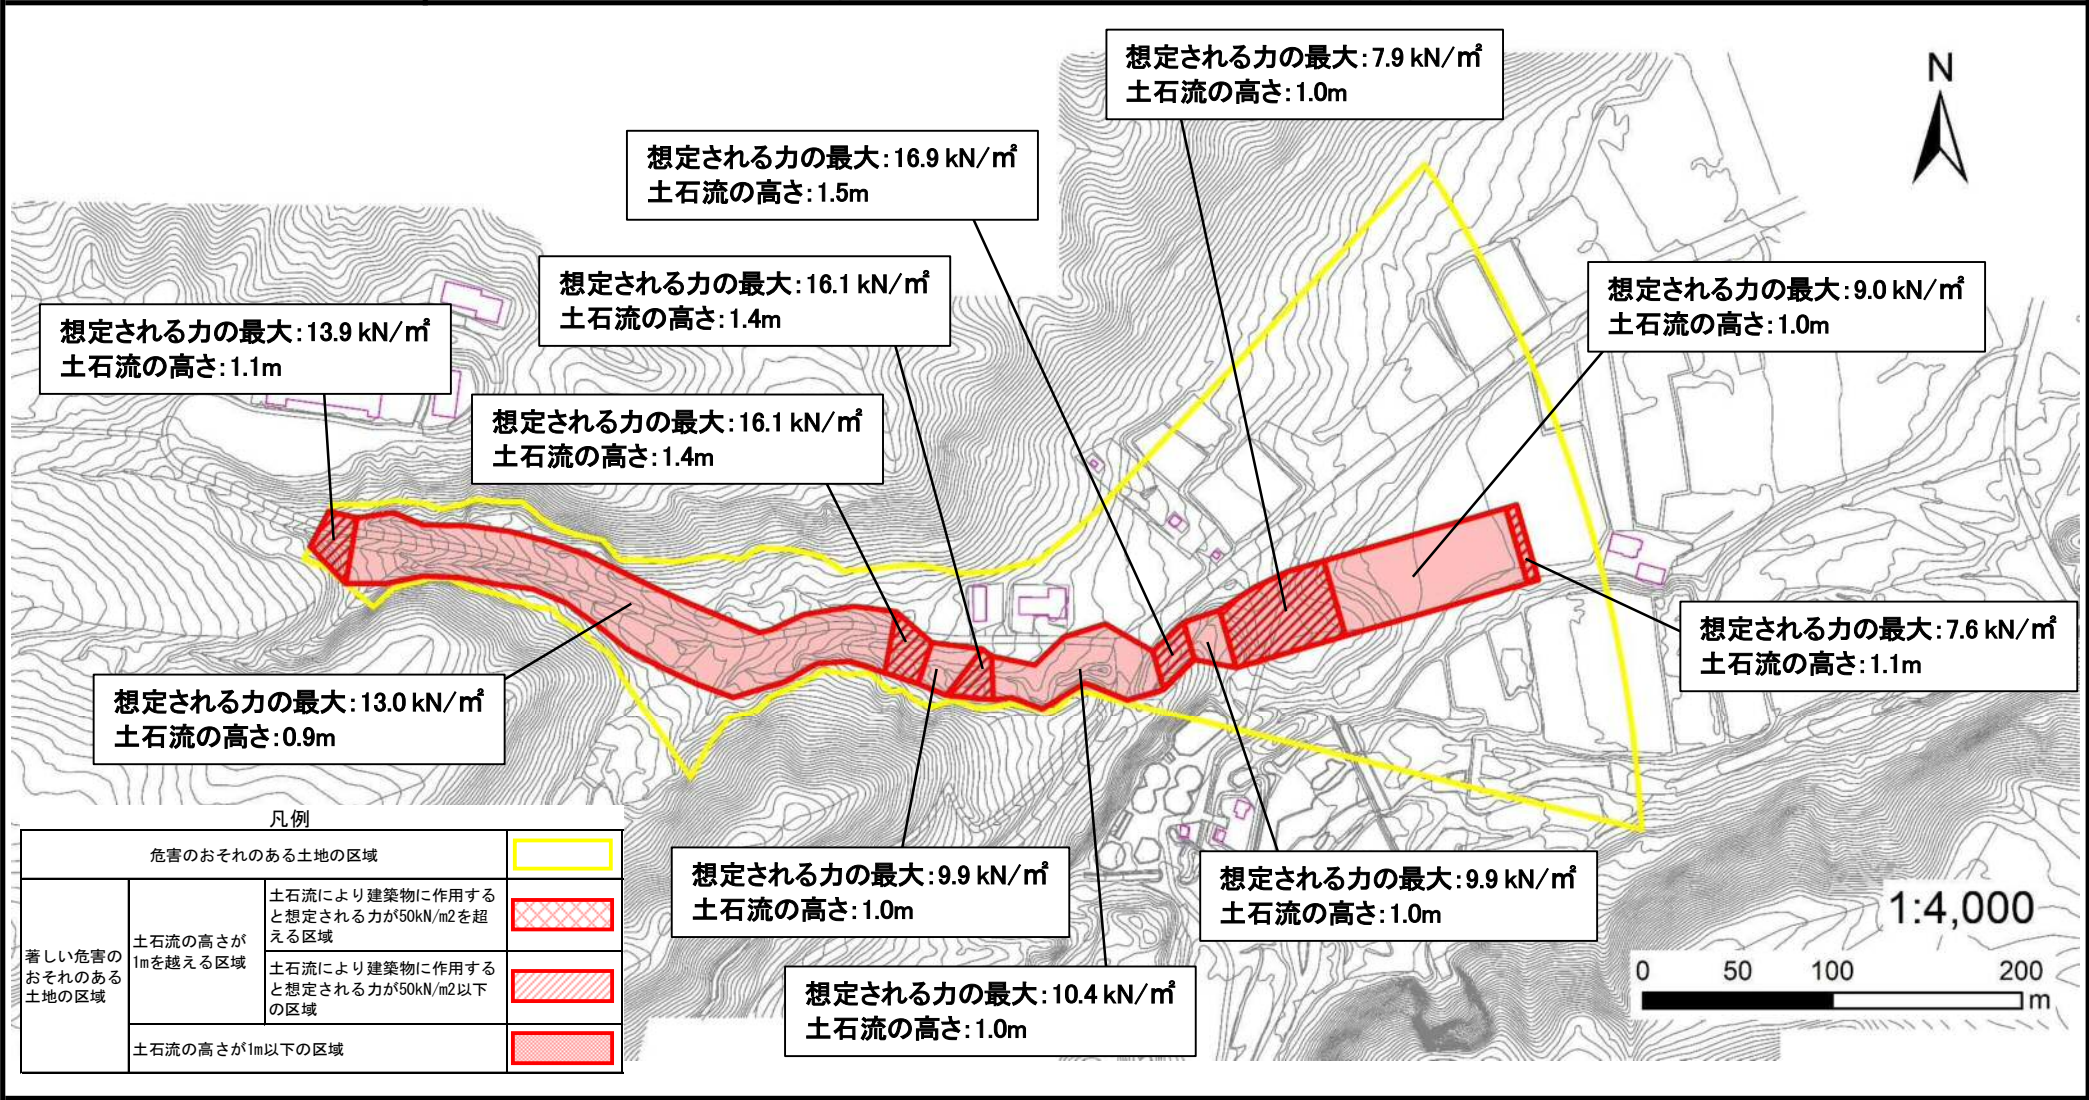 想定される力の最大:7.9 kN/㎡
土石流の高さ:1.0m
N
想定される力の最大:16.9 kN/㎡
土石流の高さ:1.5m
想定される力の最大:16.1 kN/㎡
土石流の高さ:1.4m
想定される力の最大:9.0 kN/㎡
土石流の高さ:1.0m
想定される力の最大:13.9 kN/㎡
土石流の高さ:1.1m
想定される力の最大:16.1 kN/㎡
土石流の高さ:1.4m
想定される力の最大:7.6 kN/㎡
土石流の高さ:1.1m
想定される力の最大:13.0 kN/㎡
土石流の高さ:0.9m
想定される力の最大:9.9 kN/㎡
土石流の高さ:1.0m
想定される力の最大:9.9 kN/㎡
土石流の高さ:1.0m
想定される力の最大:10.4 kN/㎡
土石流の高さ:1.0m
凡例
危害のおそれのある土地の区域
著しい危害の
おそれのある
土地の区域
土石流の高さが
1mを越える区域
土石流により建築物に作用する
と想定される力が50kN/m2を超
える区域
土石流により建築物に作用する
と想定される力が50kN/m2以下
の区域
土石流の高さが1m以下の区域
1:4,000
0 50 100 200
m